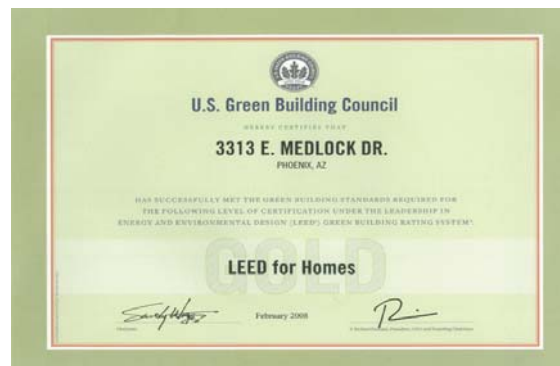 U.S. Green Building Council
HEREBY CERTIFIES THAT
3313 E. MEDLOCK DR.
PHOENIX, AZ
HAS SUCCESSFULLY MET THE GREEN BUILDING STANDARDS REQUIRED FOR
THE FOLLOWING LEVEL OF CERTIFICATION UNDER THE LEADERSHIP IN
ENERGY AND ENVIRONMENTAL DESIGN (LEED®) GREEN BUILDING RATING SYSTEM™.
GOLD
LEED for Homes
February 2008